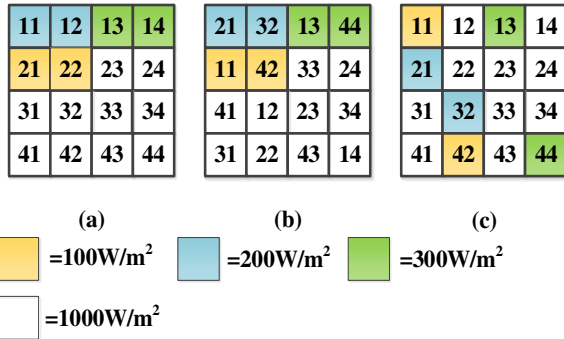 11 12 13 14 21 32 13 44 11 12 13 14
21 22 23 24 11 42 33 24 21 22 23 24
31 32 33 34 41 12 23 34 31 32 33 34
41 42 43 44 31 22 43 14 41 42 43 44
(a) (b) (c)
=100W/m² =200W/m² =300W/m²
=1000W/m²